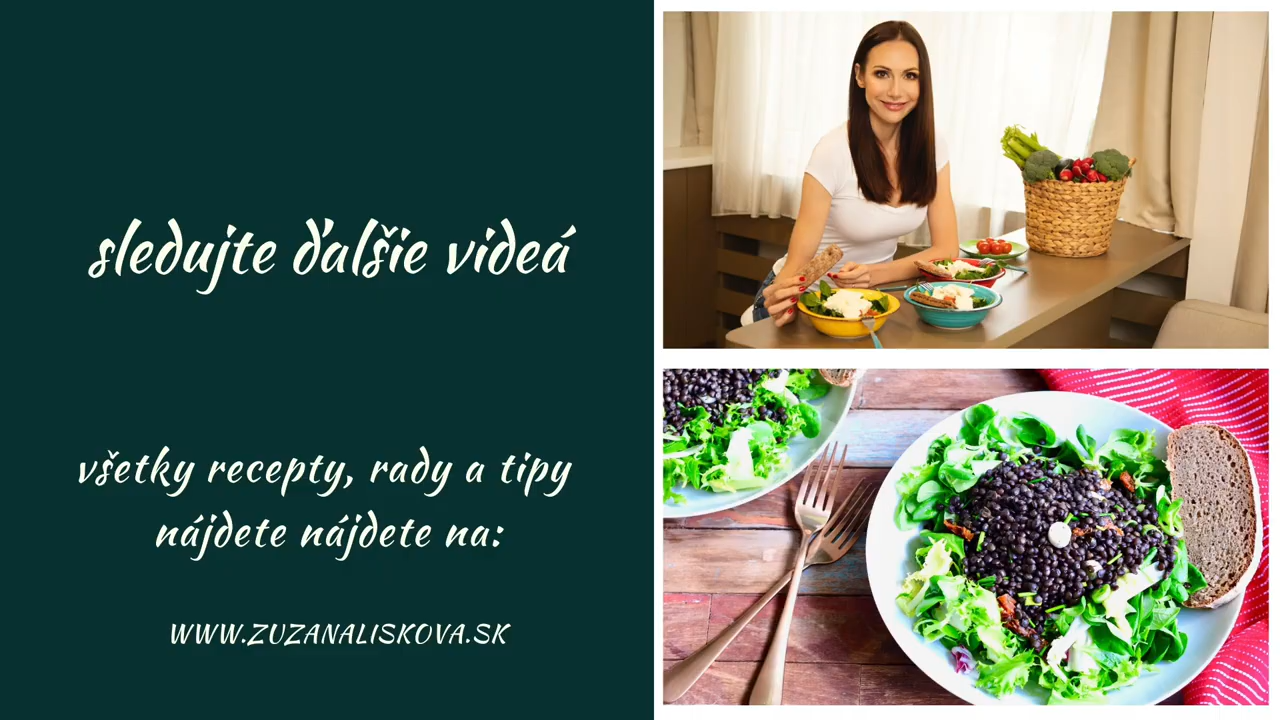 sledujte ďalšie videá
všetky recepty, rady a tipy
nájdete nájdete na:
WWW.ZUZANALISKOVA.SK